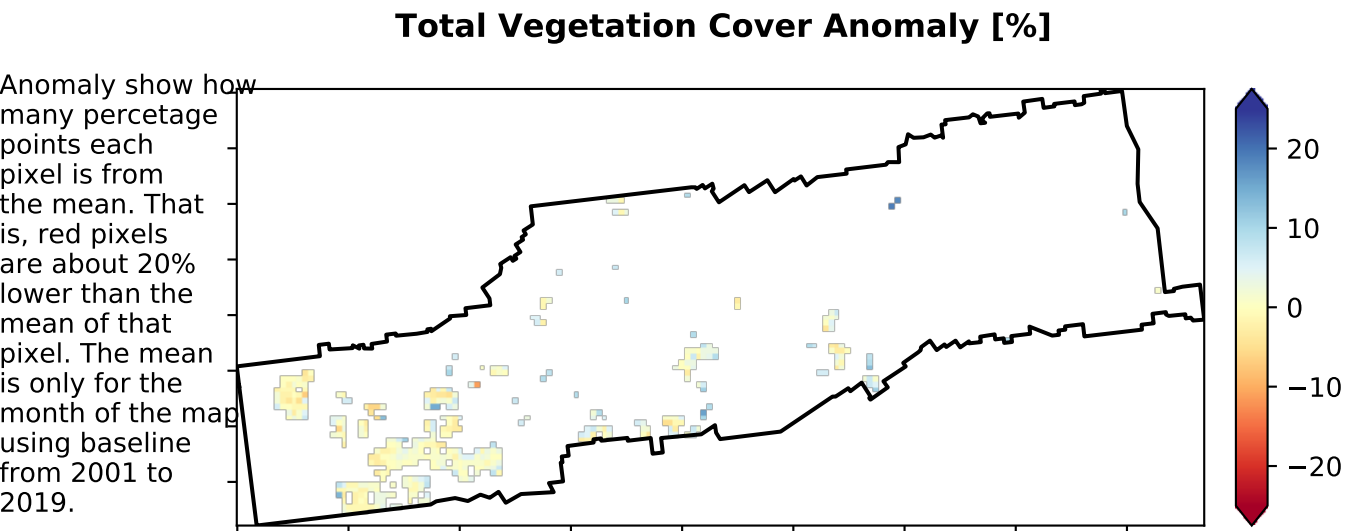 Total Vegetation Cover Anomaly [%]
Anomaly show how
many percetage
points each
pixel is from
the mean. That
is, red pixels
are about 20%
lower than the
mean of that
pixel. The mean
is only for the
month of the map
using baseline
from 2001 to
2019.
20
10
0
−10
−20